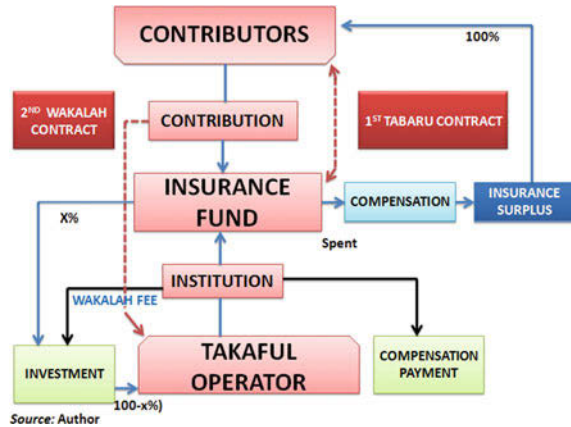 CONTRIBUTORS
100%
2ND WAKALAH
CONTRACT
CONTRIBUTION
1ST TABARU CONTRACT
INSURANCE
FUND
COMPENSATION
INSURANCE
SURPLUS
X%
Spent
INSTITUTION
WAKALAH FEE
INVESTMENT
TAKAFUL
OPERATOR
COMPENSATION
PAYMENT
100-x%)
Source: Author